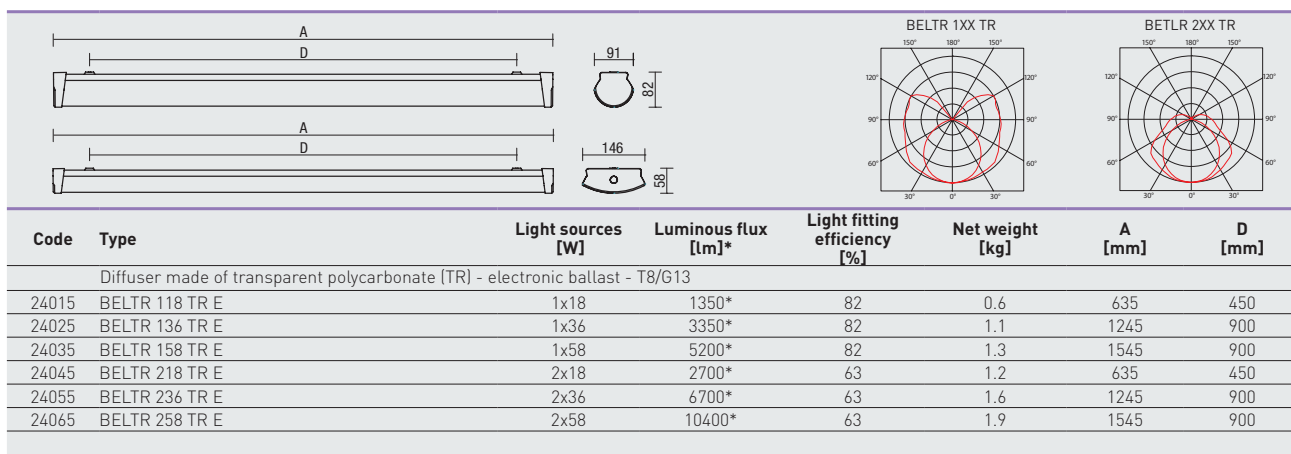 BELTR 1XX TR
BETLR 2XX TR
A
D
91
82
A
D
146
58
150° 180° 150°
120° 120°
90° 90°
60° 60°
30° 0° 30°
150° 180° 150°
120° 120°
90° 90°
60° 60°
30° 0° 30°
Code Type Light sources [W] Luminous flux [lm]* Light fitting efficiency [%] Net weight [kg] A [mm] D [mm]
Diffuser made of transparent polycarbonate (TR) - electronic ballast - T8/G13
24015 BELTR 118 TR E 1x18 1350* 82 0.6 635 450
24025 BELTR 136 TR E 1x36 3350* 82 1.1 1245 900
24035 BELTR 158 TR E 1x58 5200* 82 1.3 1545 900
24045 BELTR 218 TR E 2x18 2700* 63 1.2 635 450
24055 BELTR 236 TR E 2x36 6700* 63 1.6 1245 900
24065 BELTR 258 TR E 2x58 10400* 63 1.9 1545 900